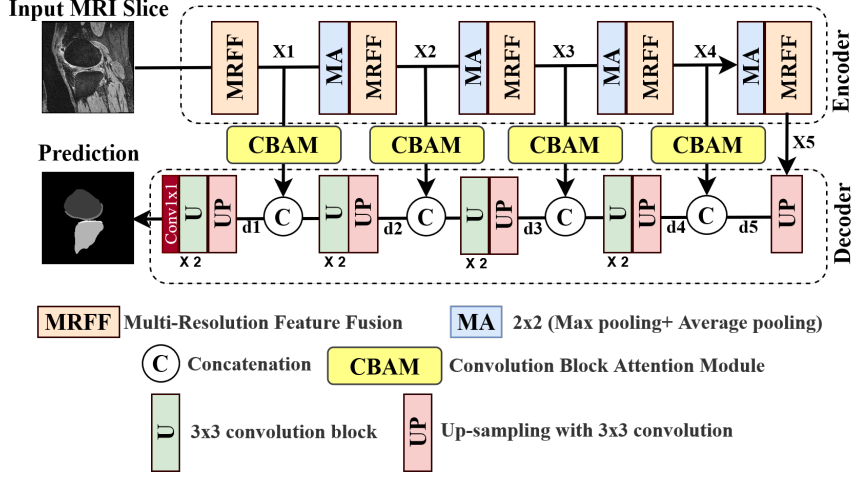 Input MRI Slice
MRFF X1 MA MRFF X2 MA MRFF X3 MA MRFF X4 MA MRFF
Encoder
CBAM CBAM CBAM CBAM X5
Prediction
Conv1x1 U UP d1 C U UP d2 C U UP d3 C U UP d4 C d5 UP
X 2 X 2 X 2 X 2
Decoder
MRFF Multi-Resolution Feature Fusion MA 2x2 (Max pooling+ Average pooling)
C Concatenation CBAM Convolution Block Attention Module
U 3x3 convolution block UP Up-sampling with 3x3 convolution